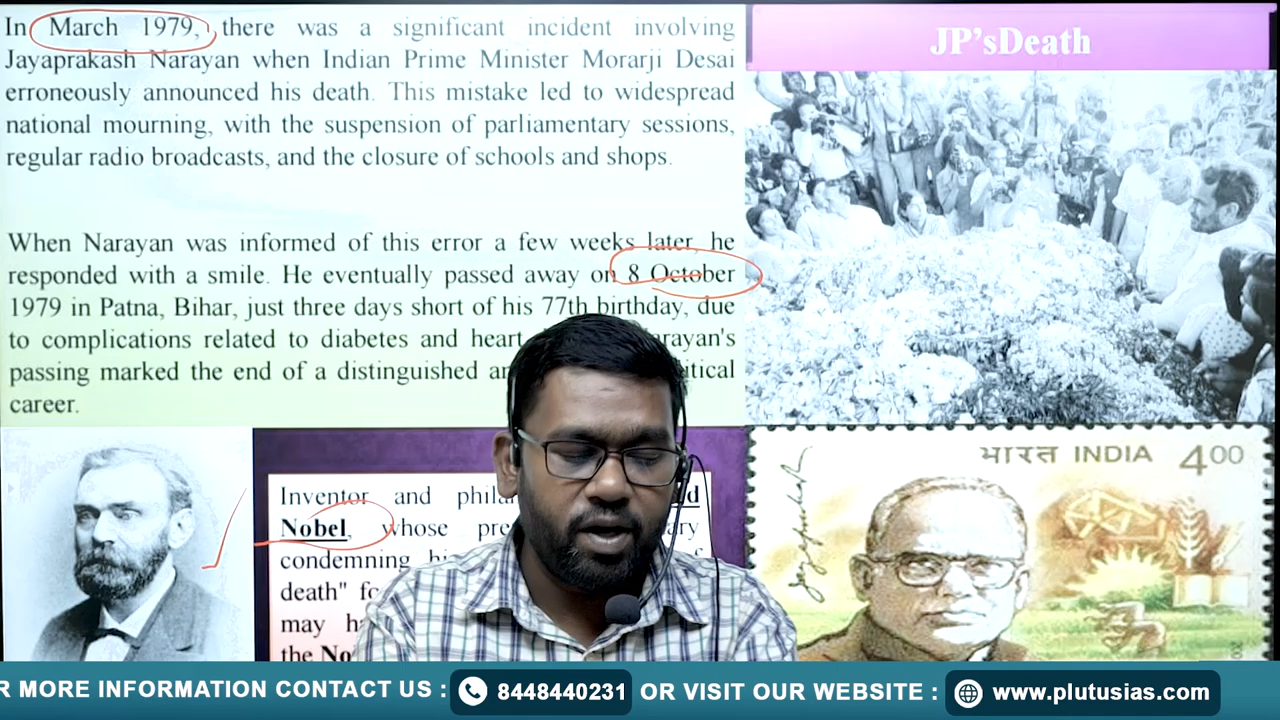 In March 1979, there was a significant incident involving
Jayaprakash Narayan when Indian Prime Minister Morarji Desai
erroneously announced his death. This mistake led to widespread
national mourning, with the suspension of parliamentary sessions,
regular radio broadcasts, and the closure of schools and shops.
When Narayan was informed of this error a few weeks later, he
responded with a smile. He eventually passed away on 8 October
1979 in Patna, Bihar, just three days short of his 77th birthday, due
to complications related to diabetes and heart
passing marked the end of a distinguished
career.
JP'sDeath
Inventor and
Nobel, whose
condemning
death"
may
the
भारत INDIA 400
R MORE INFORMATION CONTACT US : 8448440231 OR VISIT OUR WEBSITE : www.plutusias.com